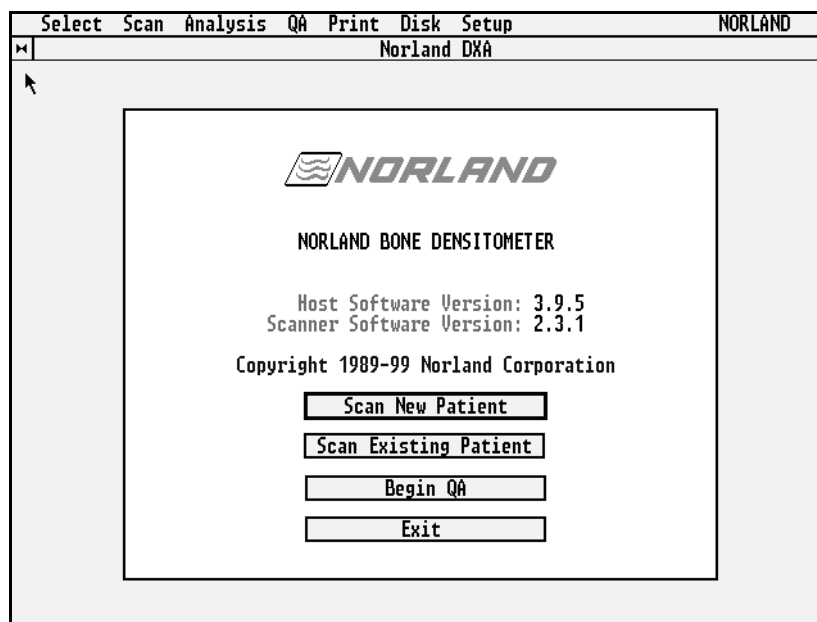 Select Scan Analysis QA Print Disk Setup NORLAND
Norland DXA
NORLAND
NORLAND BONE DENSITOMETER
Host Software Version: 3.9.5
Scanner Software Version: 2.3.1
Copyright 1989-99 Norland Corporation
Scan New Patient
Scan Existing Patient
Begin QA
Exit